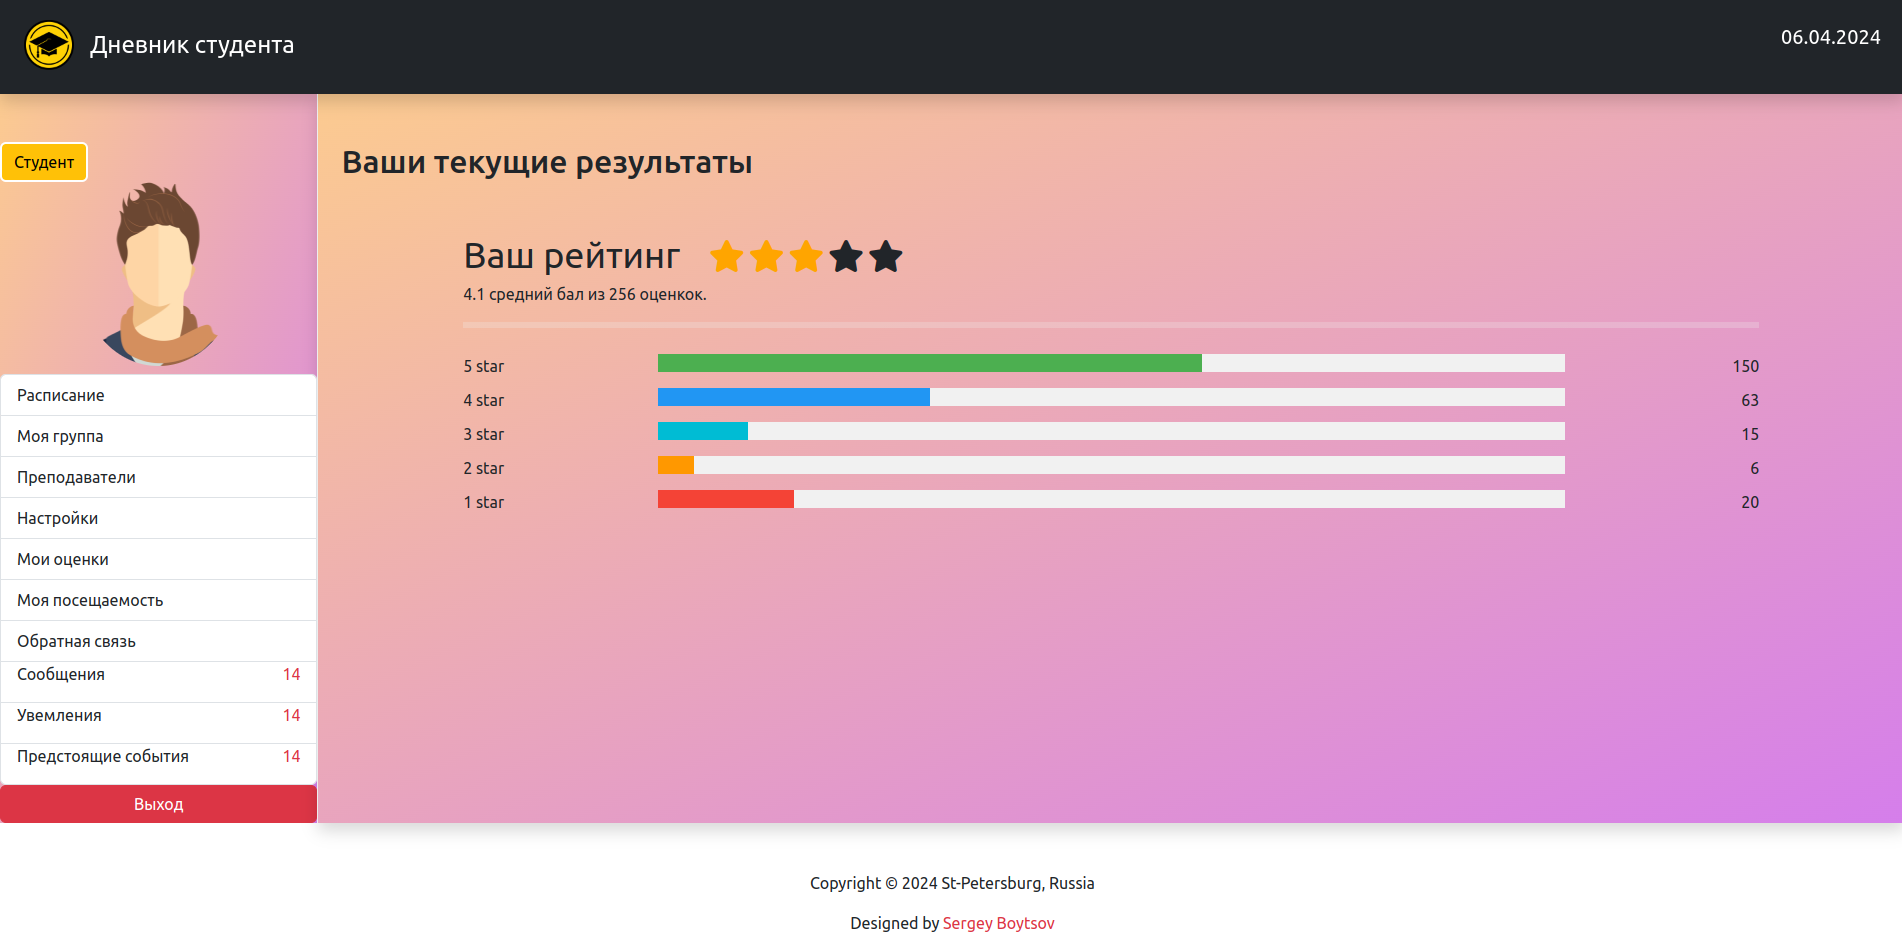 Дневник студента
06.04.2024
Студент
Расписание
Моя группа
Преподаватели
Настройки
Мои оценки
Моя посещаемость
Обратная связь
Сообщения 14
Увемления 14
Предстоящие события 14
Выход
Ваши текущие результаты
Ваш рейтинг
4.1 средний бал из 256 оценкок.
5 star 150
4 star 63
3 star 15
2 star 6
1 star 20
Copyright © 2024 St-Petersburg, Russia
Designed by Sergey Boytsov